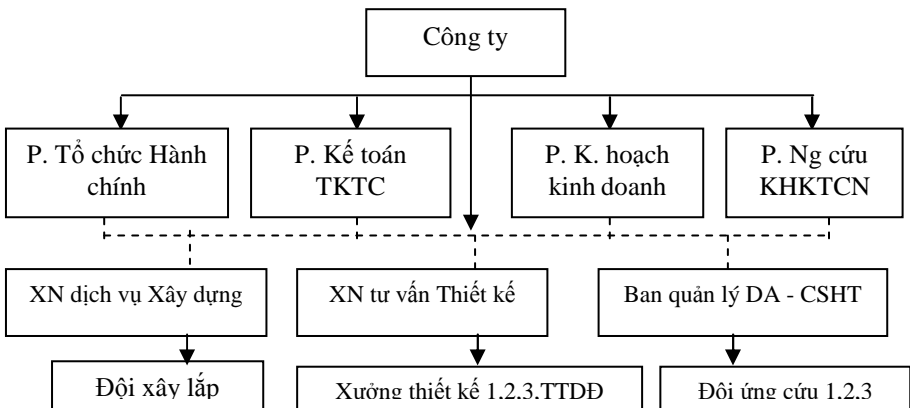 Công ty
P. Tổ chức Hành
chính
P. Kế toán
TKTC
P. K. hoạch
kinh doanh
P. Ng cứu
KHKTCN
XN dịch vụ Xây dựng
XN tư vấn Thiết kế
Ban quản lý DA - CSHT
Đội xây lắp
Xưởng thiết kế 1,2,3,TTDĐ
Đôi ứng cứu 1,2,3